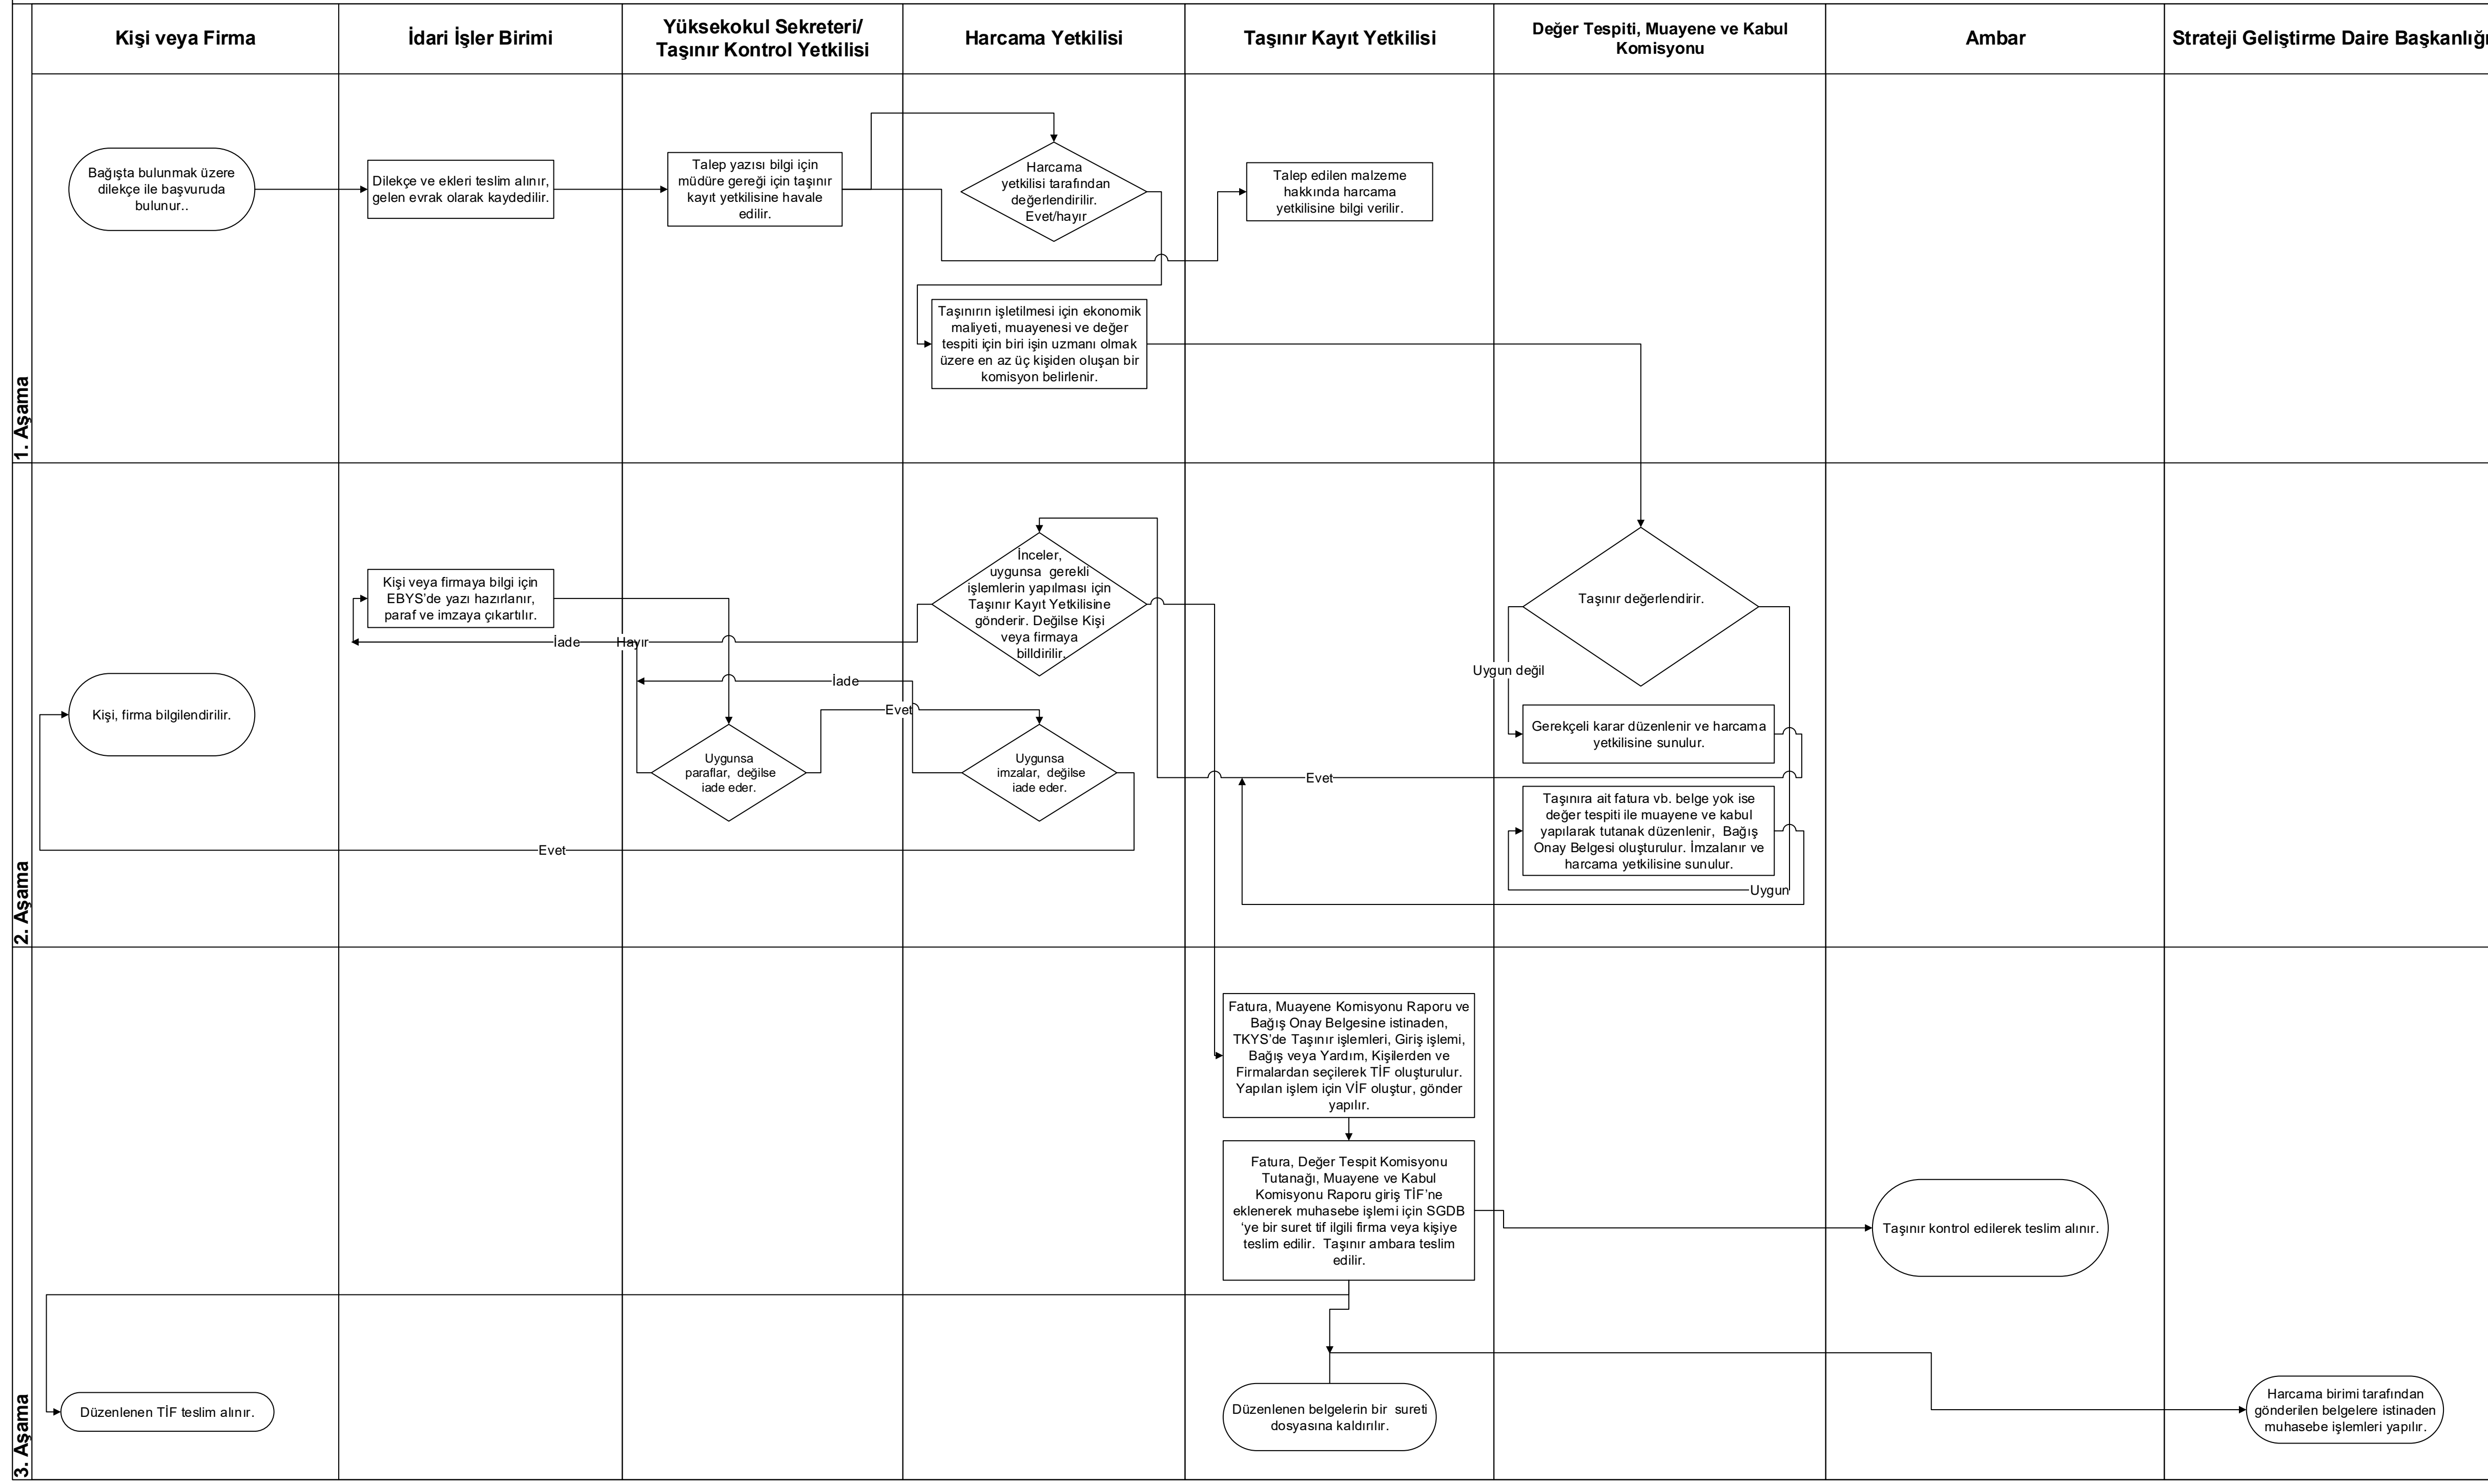 Kişi veya Firma
İdari İşler Birimi
Yüksekokul Sekreteri/
Taşınır Kontrol Yetkilisi
Harcama Yetkilisi
Taşınır Kayıt Yetkilisi
Değer Tespiti, Muayene ve Kabul
Komisyonu
Ambar
Strateji Geliştirme Daire Başkanlığı
1. Aşama
Bağışta bulunmak üzere
dilekçe ile başvuruda
bulunur..
Dilekçe ve ekleri teslim alınır,
gelen evrak olarak kaydedilir.
Talep yazısı bilgi için
müdüre gereği için taşınır
kayıt yetkilisine havale
edilir.
Harcama
yetkilisi tarafından
değerlendirilir.
Evet/hayır
Talep edilen malzeme
hakkında harcama
yetkilisine bilgi verilir.
Taşınırın işletilmesi için ekonomik
maliyeti, muayenesi ve değer
tespiti için biri işin uzmanı olmak
üzere en az üç kişiden oluşan bir
komisyon belirlenir.
2. Aşama
Kişi veya firmaya bilgi için
EBYS’de yazı hazırlanır,
paraf ve imzaya çıkartılır.
İnceler,
uygunsa  gerekli
işlemlerin yapılması için
Taşınır Kayıt Yetkilisine
gönderir. Değilse Kişi
veya firmaya
billdirilir.
Taşınır değerlendirir.
İade
Hayır
Uygun değil
İade
Evet
Kişi, firma bilgilendirilir.
Uygunsa
paraflar,  değilse
iade eder.
Uygunsa
imzalar,  değilse
iade eder.
Gerekçeli karar düzenlenir ve harcama
yetkilisine sunulur.
Evet
Taşınıra ait fatura vb. belge yok ise
değer tespiti ile muayene ve kabul
yapılarak tutanak düzenlenir,  Bağış
Onay Belgesi oluşturulur. İmzalanır ve
harcama yetkilisine sunulur.
Evet
Uygun
3. Aşama
Fatura, Muayene Komisyonu Raporu ve
Bağış Onay Belgesine istinaden,
TKYS’de Taşınır işlemleri, Giriş işlemi,
Bağış veya Yardım, Kişilerden ve
Firmalardan seçilerek TİF oluşturulur.
Yapılan işlem için VİF oluştur, gönder
yapılır.
Fatura, Değer Tespit Komisyonu
Tutanağı, Muayene ve Kabul
Komisyonu Raporu giriş TİF’ne
eklenerek muhasebe işlemi için SGDB
‘ye bir suret tif ilgili firma veya kişiye
teslim edilir.  Taşınır ambara teslim
edilir.
Taşınır kontrol edilerek teslim alınır.
Düzenlenen TİF teslim alınır.
Düzenlenen belgelerin bir  sureti
dosyasına kaldırılır.
Harcama birimi tarafından
gönderilen belgelere istinaden
muhasebe işlemleri yapılır.